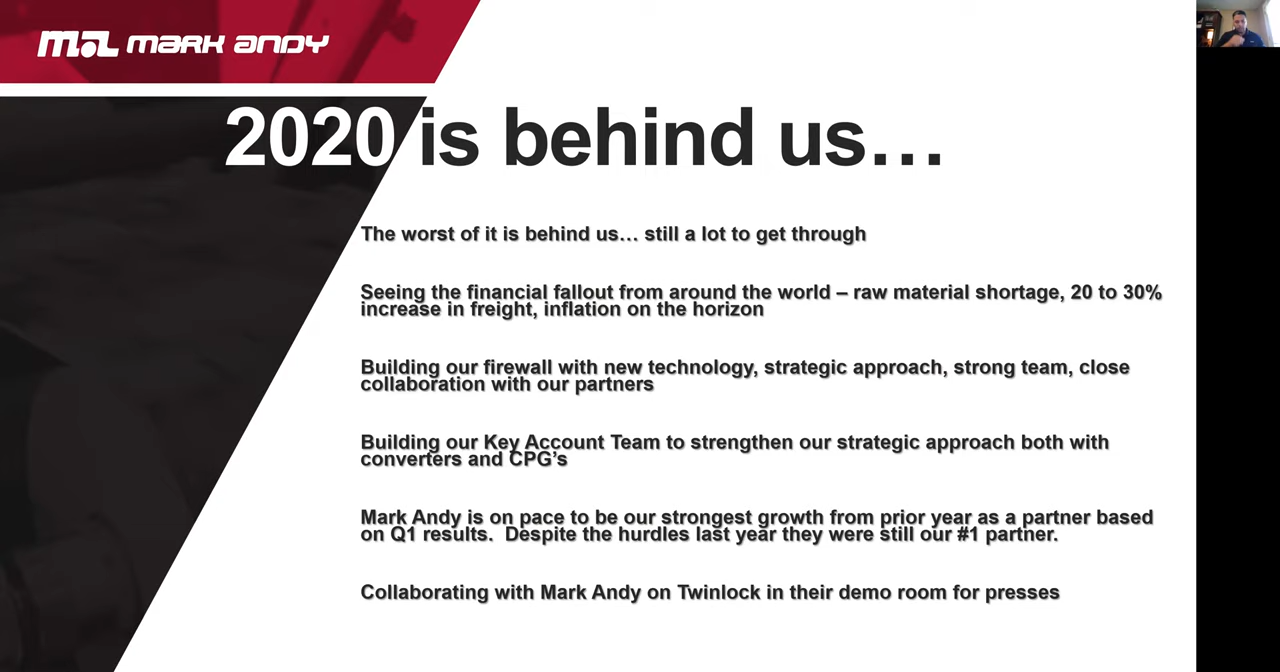 mal mark andy
2020 is behind us…
The worst of it is behind us… still a lot to get through
Seeing the financial fallout from around the world – raw material shortage, 20 to 30%
increase in freight, inflation on the horizon
Building our firewall with new technology, strategic approach, strong team, close
collaboration with our partners
Building our Key Account Team to strengthen our strategic approach both with
converters and CPG’s
Mark Andy is on pace to be our strongest growth from prior year as a partner based
on Q1 results.  Despite the hurdles last year they were still our #1 partner.
Collaborating with Mark Andy on Twinlock in their demo room for presses